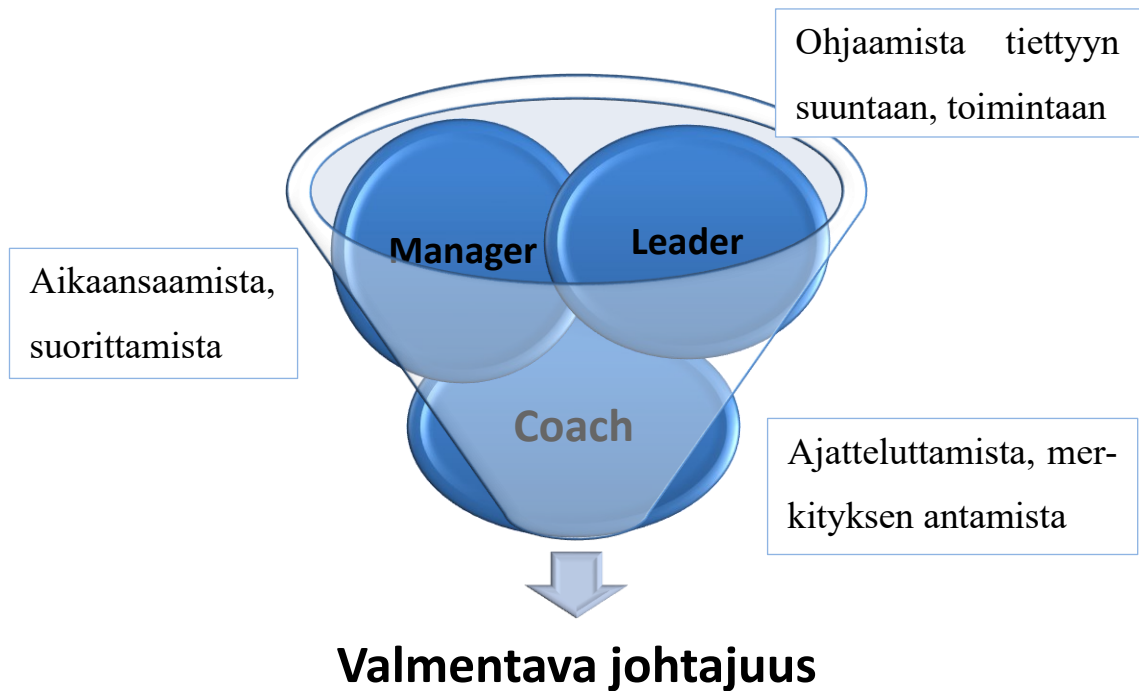 Ohjaamista tiettyyn
suuntaan, toimintaan
Manager
Leader
Aikaansaamista,
suorittamista
Coach
Ajatteluttamista, mer-
kityksen antamista
Valmentava johtajuus